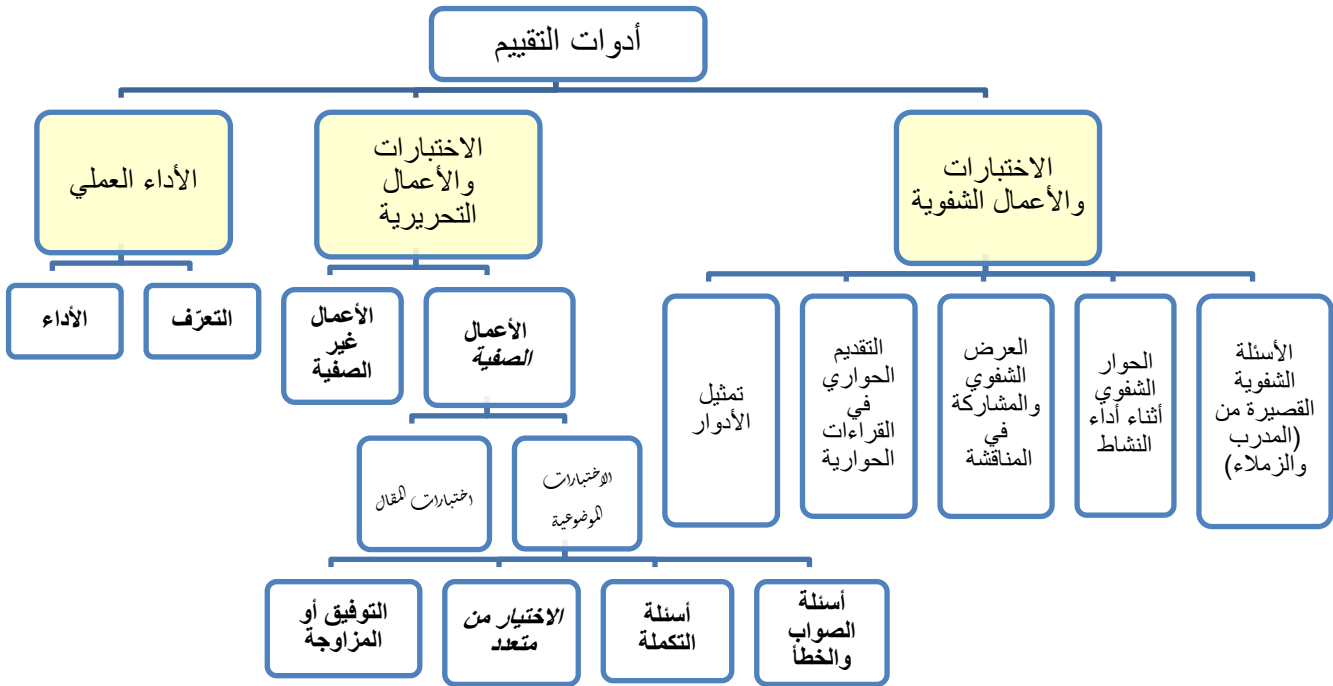 أدوات التقييم
الاختبارات
والأعمال الشفوية
الاختبارات
والأعمال
التحريرية
الأداء العملي
الأسئلة
الشفوية
القصيرة من
(المدرب
والزملاء)
الحوار
الشفوي
أثناء أداء
النشاط
العرض
الشفوي
والمشاركة
في
المناقشة
التقديم
الحواري
في
القراءات
الحوارية
تمثيل
الأدوار
الأعمال
الصفية
الأعمال
غير
الصفية
التعرّف
الأداء
الاختبارات
الموضوعية
اختبارات المقال
أسئلة
الصواب
والخطأ
أسئلة
التكملة
الاختيار من
متعدد
التوفيق أو
المزاوجة